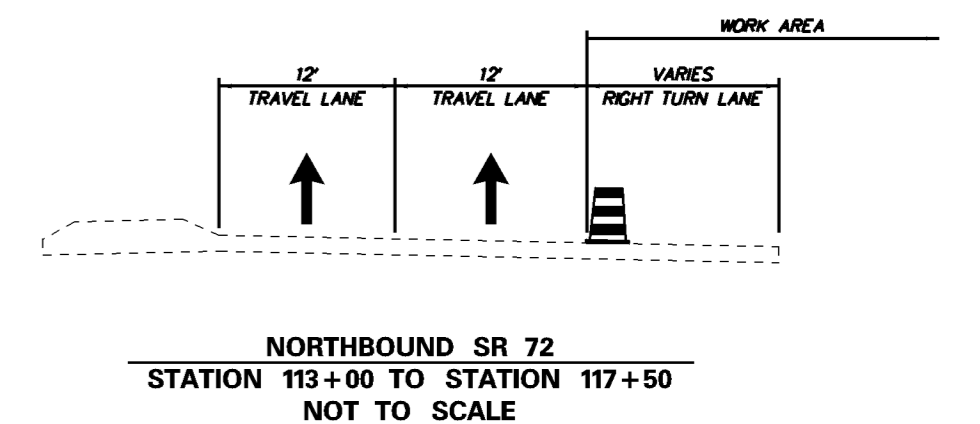 WORK AREA
12'
12'
VARIES
TRAVEL LANE
TRAVEL LANE
RIGHT TURN LANE
NORTHBOUND SR 72
STATION 113+00 TO STATION 117+50
NOT TO SCALE